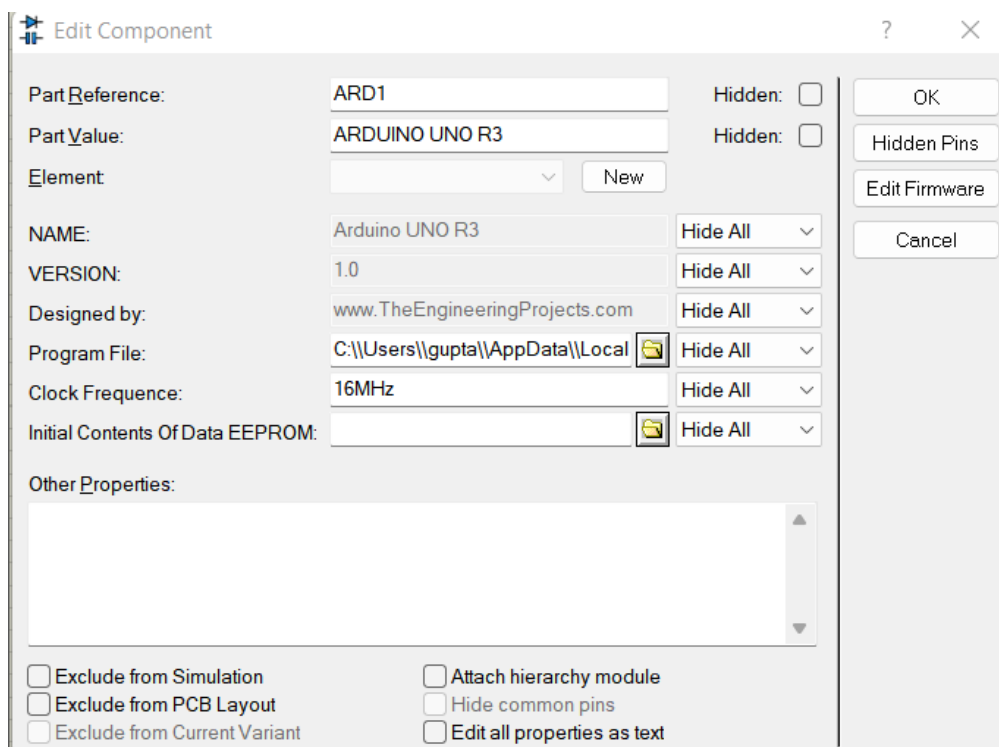 Edit Component ?
Part Reference: ARD1 Hidden: OK
Part Value: ARDUINO UNO R3 Hidden: Hidden Pins
Element New Edit Firmware
NAME: Arduino UNO R3 Hide All Cancel
VERSION: 1.0 Hide All
Designed by: www.TheEngineeringProjects.com Hide All
Program File: C:\\Users\\gupta\\AppData\\Local Hide All
Clock Frequence: 16MHz Hide All
Initial Contents Of Data EEPROM: Hide All
Other Properties:
Exclude from Simulation Attach hierarchy module
Exclude from PCB Layout Hide common pins
Exclude from Current Variant Edit all properties as text